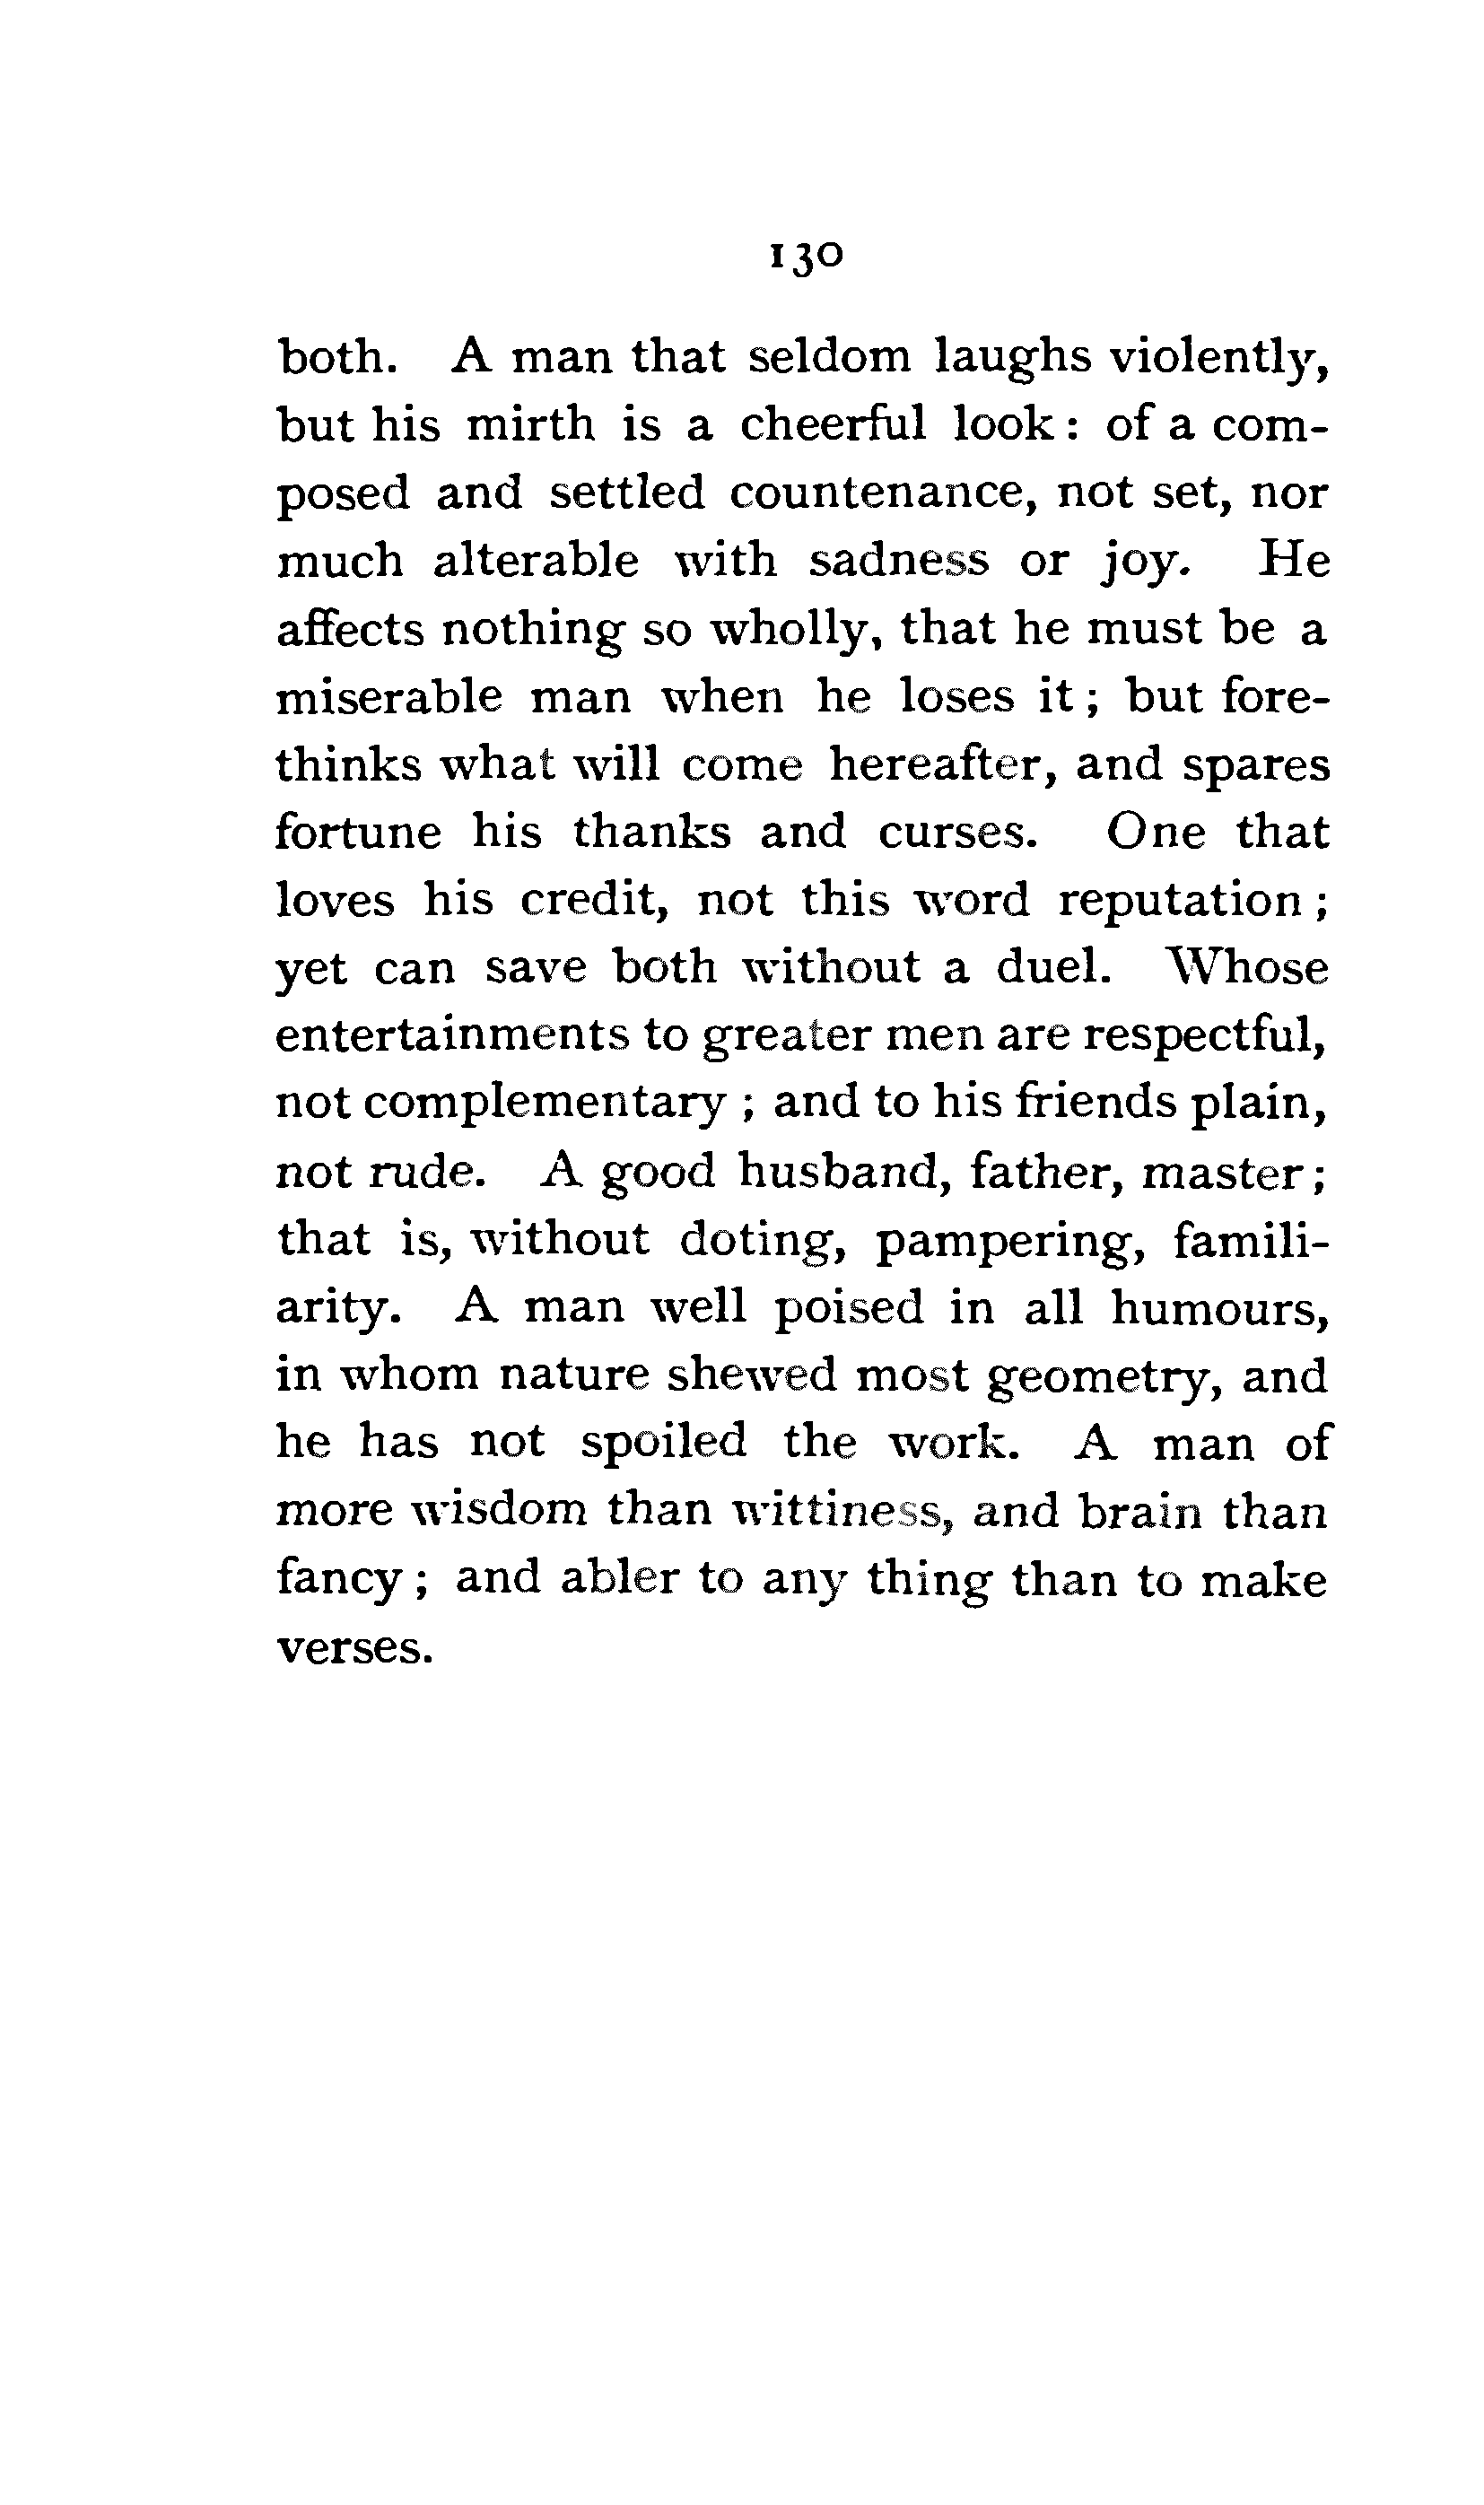 130
both. A man that seldom laughs violently,
but his mirth is a cheerful look : of a com-
posed and settled countenance, not set, nor
much alterable with sadness or joy. He
affects nothing so wholly, that he must be a
miserable man when he loses it ; but fore-
thinks what will come hereafter, and spares
fortune his thanks and curses. One that
loves his credit, not this word reputation ;
yet can save both without a duel. Whose
entertainments to greater men are respectful,
not complementary ; and to his friends plain,
not rude. A good husband, father, master ;
that is, without doting, pampering, famili-
arity. A man well poised in all humours,
in whom nature shewed most geometry, and
he has not spoiled the work. A man of
more wisdom than wittiness, and brain than
fancy ; and abler to any thing than to make
verses.